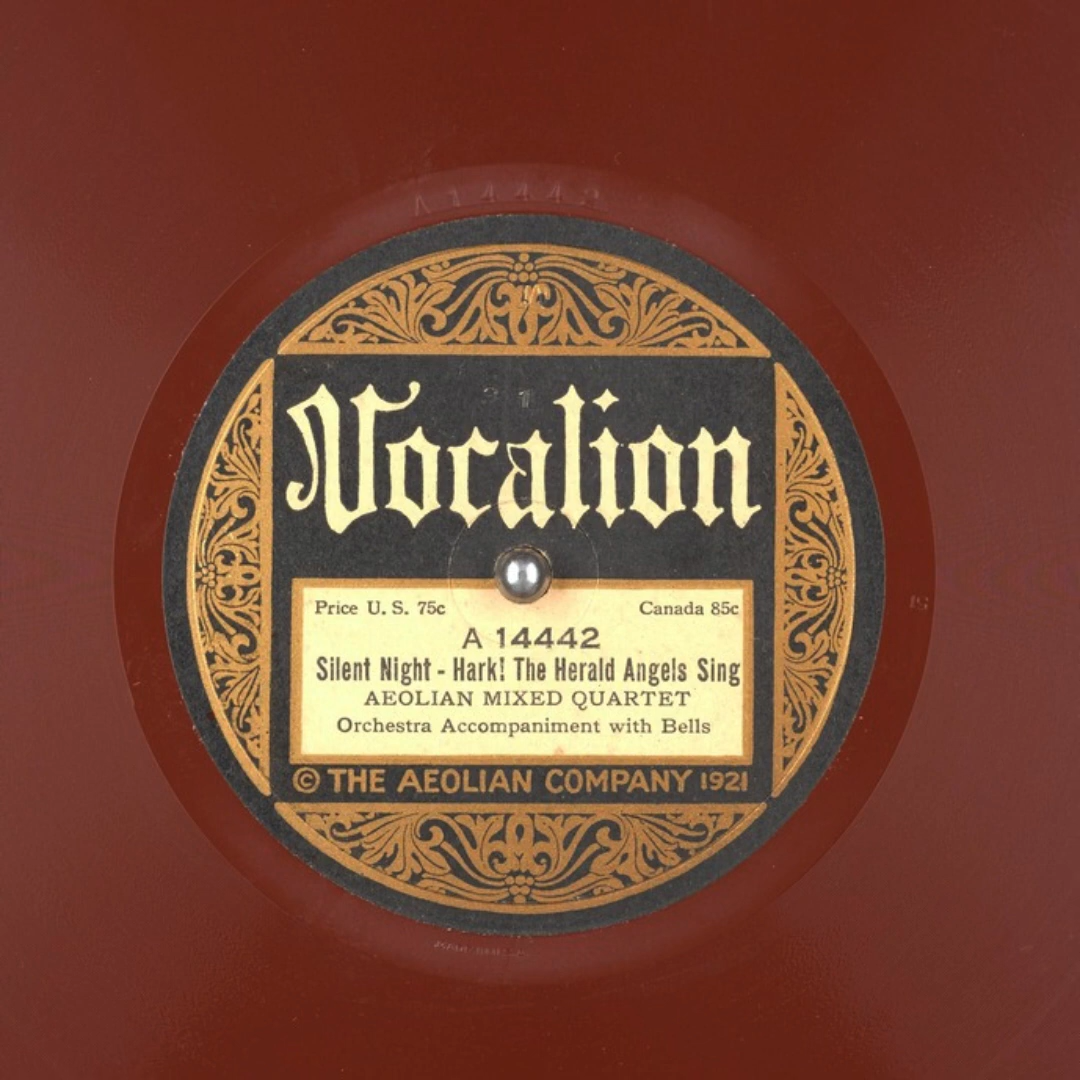 A14442
Vocalion
Price U. S. 75c Canada 85c
A 14442
Silent Night - Hark! The Herald Angels Sing
AEOLIAN MIXED QUARTET
Orchestra Accompaniment with Bells
© THE AEOLIAN COMPANY 1921